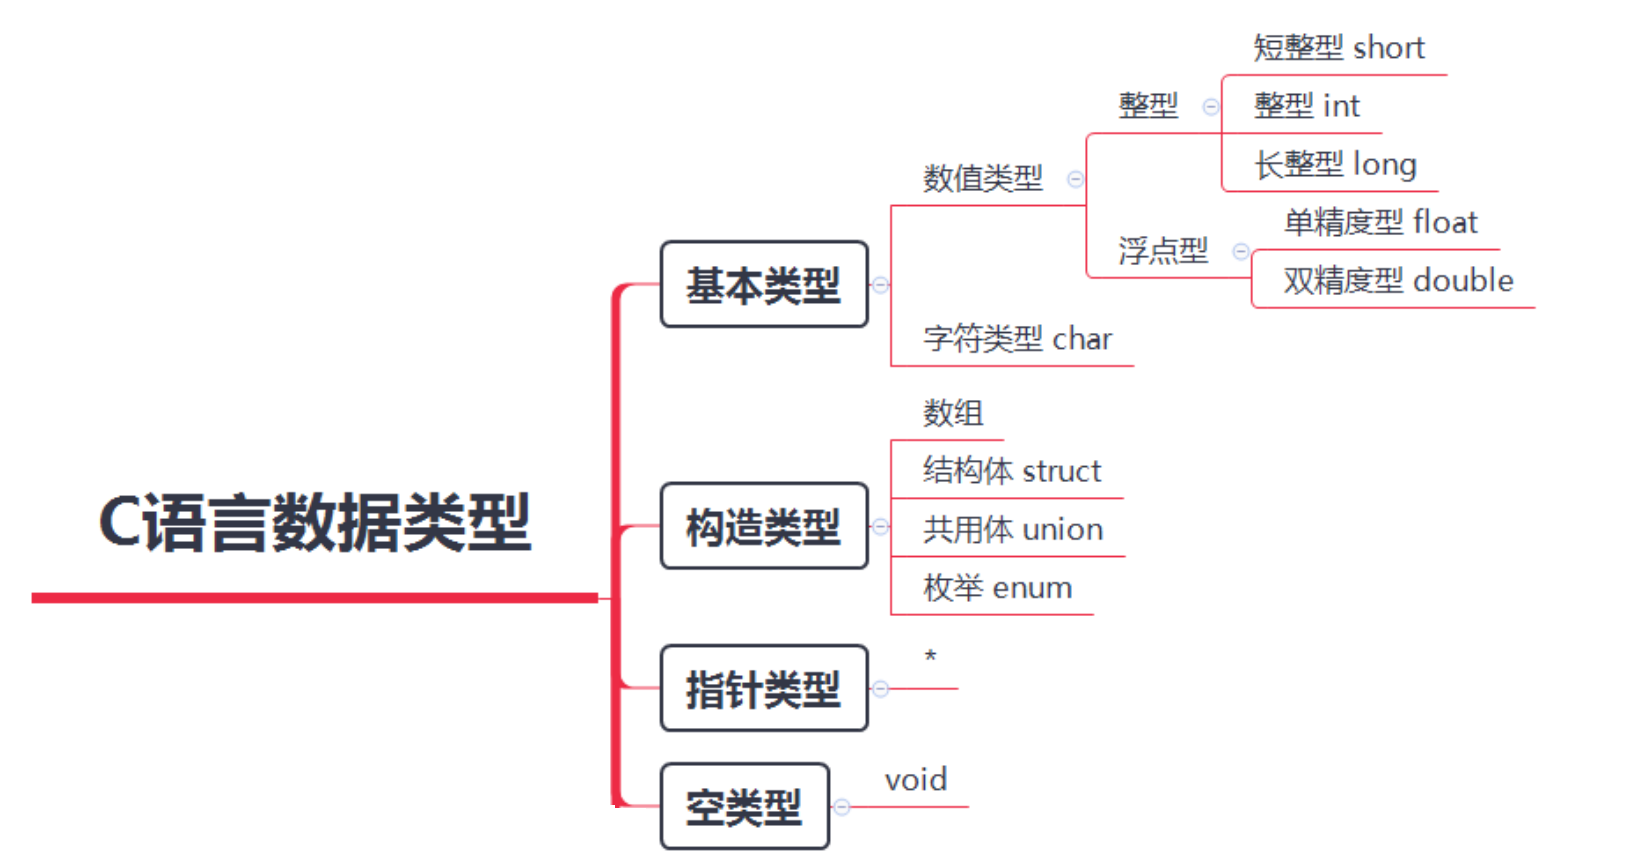 C语言数据类型
基本类型
数值类型
整型
短整型 short
整型 int
长整型 long
浮点型
单精度型 float
双精度型 double
字符类型 char
构造类型
数组
结构体 struct
共用体 union
枚举 enum
指针类型
*
空类型
void